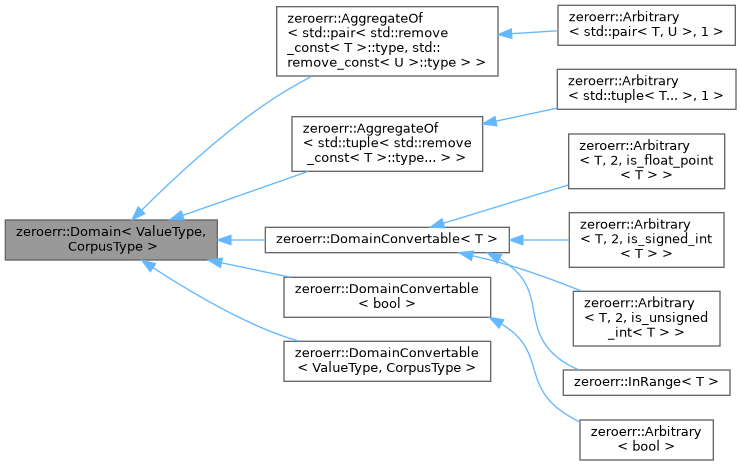 zeroerr::Domain< ValueType,
CorpusType >
zeroerr::AggregateOf
< std::pair< std::remove
_const< T >::type, std::
remove_const< U >::type > >
zeroerr::AggregateOf
< std::tuple< std::remove
_const< T >::type... > >
zeroerr::DomainConvertable< T >
zeroerr::DomainConvertable
< bool >
zeroerr::DomainConvertable
< ValueType, CorpusType >
zeroerr::Arbitrary
< std::pair< T, U >, 1 >
zeroerr::Arbitrary
< std::tuple< T... >, 1 >
zeroerr::Arbitrary
< T, 2, is_float_point
< T > >
zeroerr::Arbitrary
< T, 2, is_signed_int
< T > >
zeroerr::Arbitrary
< T, 2, is_unsigned
_int< T > >
zeroerr::InRange< T >
zeroerr::Arbitrary
< bool >